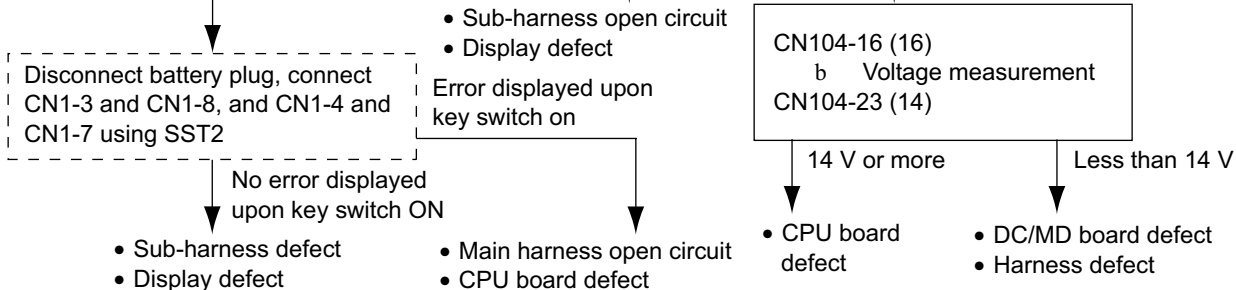 • Sub-harness open circuit
• Display defect
Disconnect battery plug, connect
CN1-3 and CN1-8, and CN1-4 and
CN1-7 using SST2
Error displayed upon
key switch on
No error displayed
upon key switch ON
• Sub-harness defect
• Display defect
• Main harness open circuit
• CPU board defect
CN104-16 (16)
b Voltage measurement
CN104-23 (14)
14 V or more
Less than 14 V
• CPU board
defect
• DC/MD board defect
• Harness defect